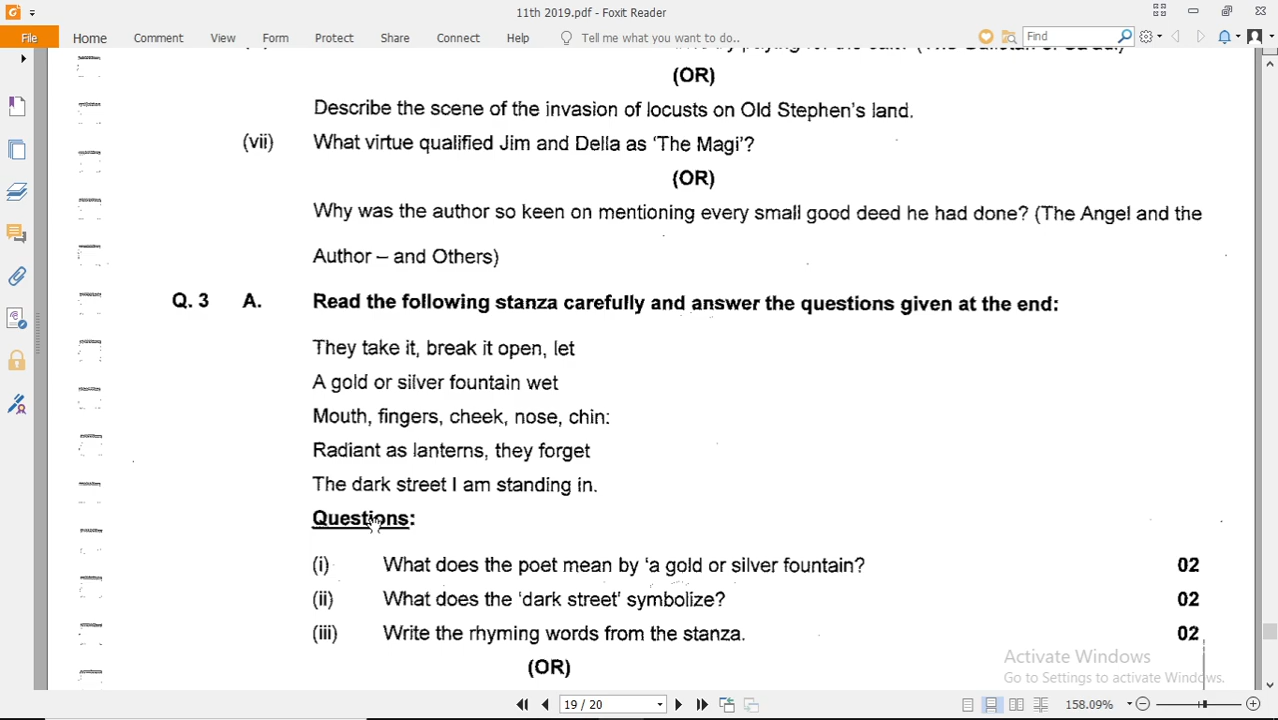 11th 2019.pdf - Foxit Reader
File Home Comment View Form Protect Share Connect Help Tell me what you want to do.. Find
(OR)
Describe the scene of the invasion of locusts on Old Stephen's land.
(vii) What virtue qualified Jim and Della as 'The Magi'?
(OR)
Why was the author so keen on mentioning every small good deed he had done? (The Angel and the
Author – and Others)
Q. 3 A. Read the following stanza carefully and answer the questions given at the end:
They take it, break it open, let
A gold or silver fountain wet
Mouth, fingers, cheek, nose, chin:
Radiant as lanterns, they forget
The dark street I am standing in.
Questions:
(i) What does the poet mean by 'a gold or silver fountain? 02
(ii) What does the 'dark street' symbolize? 02
(iii) Write the rhyming words from the stanza. 02
(OR)
Activate Windows
Go to Settings to activate Windows.
19 / 20 158.09%